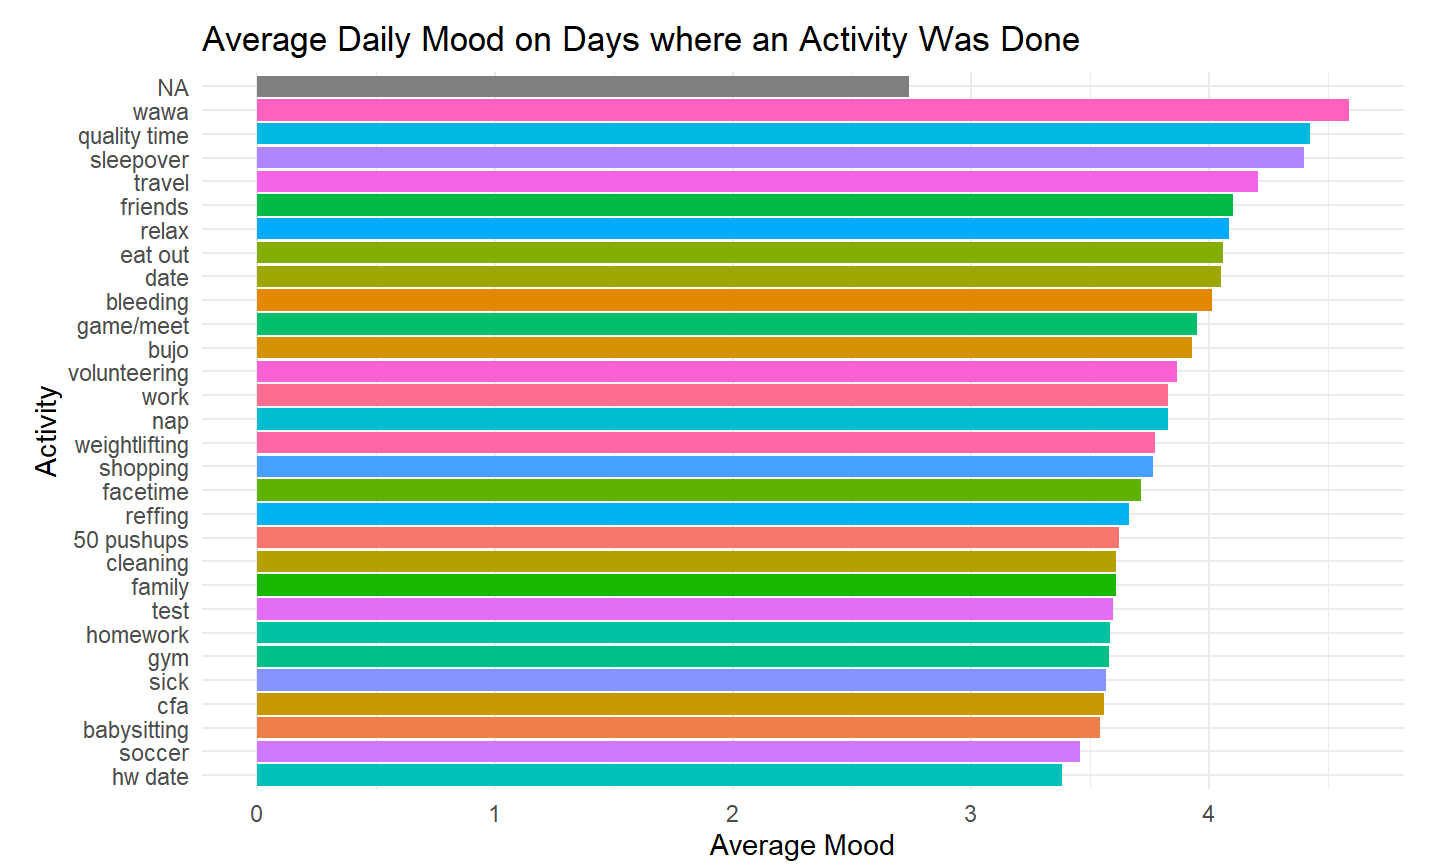 Average Daily Mood on Days where an Activity Was Done
NA
wawa
quality time
sleepover
travel
friends
relax
eat out
date
bleeding
game/meet
bujo
volunteering
work
nap
weightlifting
shopping
facetime
reffing
50 pushups
cleaning
family
test
homework
gym
sick
cfa
babysitting
soccer
hw date
Activity
0 1 2 3 4
Average Mood